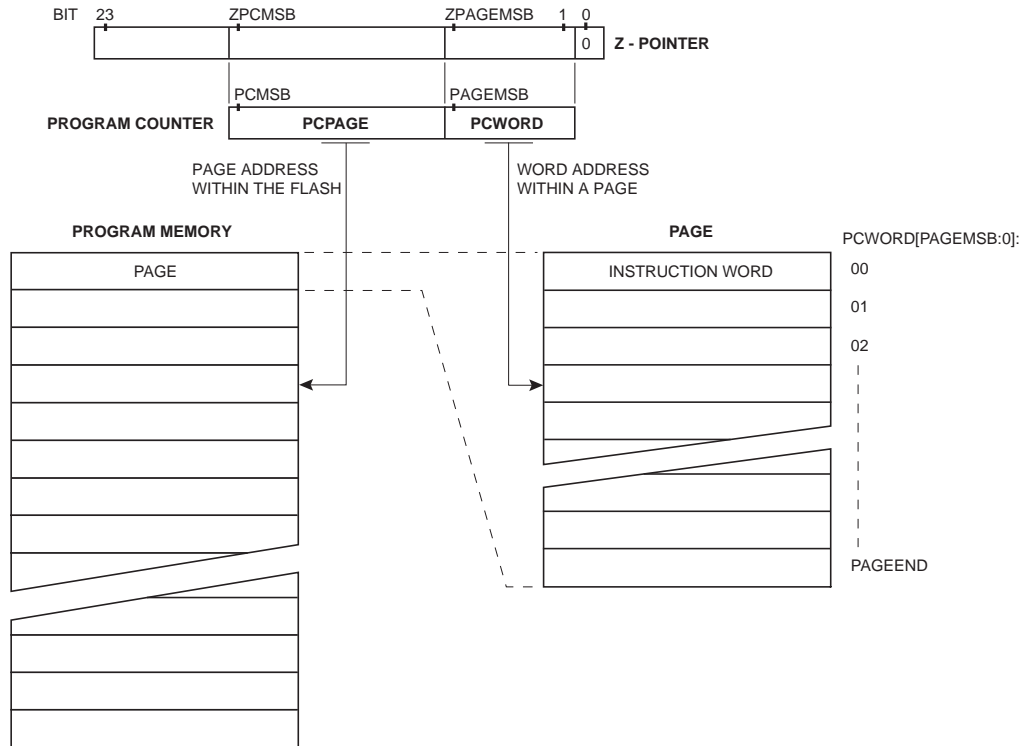 BIT 23 ZPCMSB ZPAGEMSB 1 0
0 Z - POINTER
PCMSB PAGEMSB
PROGRAM COUNTER PCPAGE PCWORD
PAGE ADDRESS
WITHIN THE FLASH
WORD ADDRESS
WITHIN A PAGE
PROGRAM MEMORY
PAGE
PAGE
PCWORD[PAGEMSB:0]:
INSTRUCTION WORD
00
01
02
PAGEEND